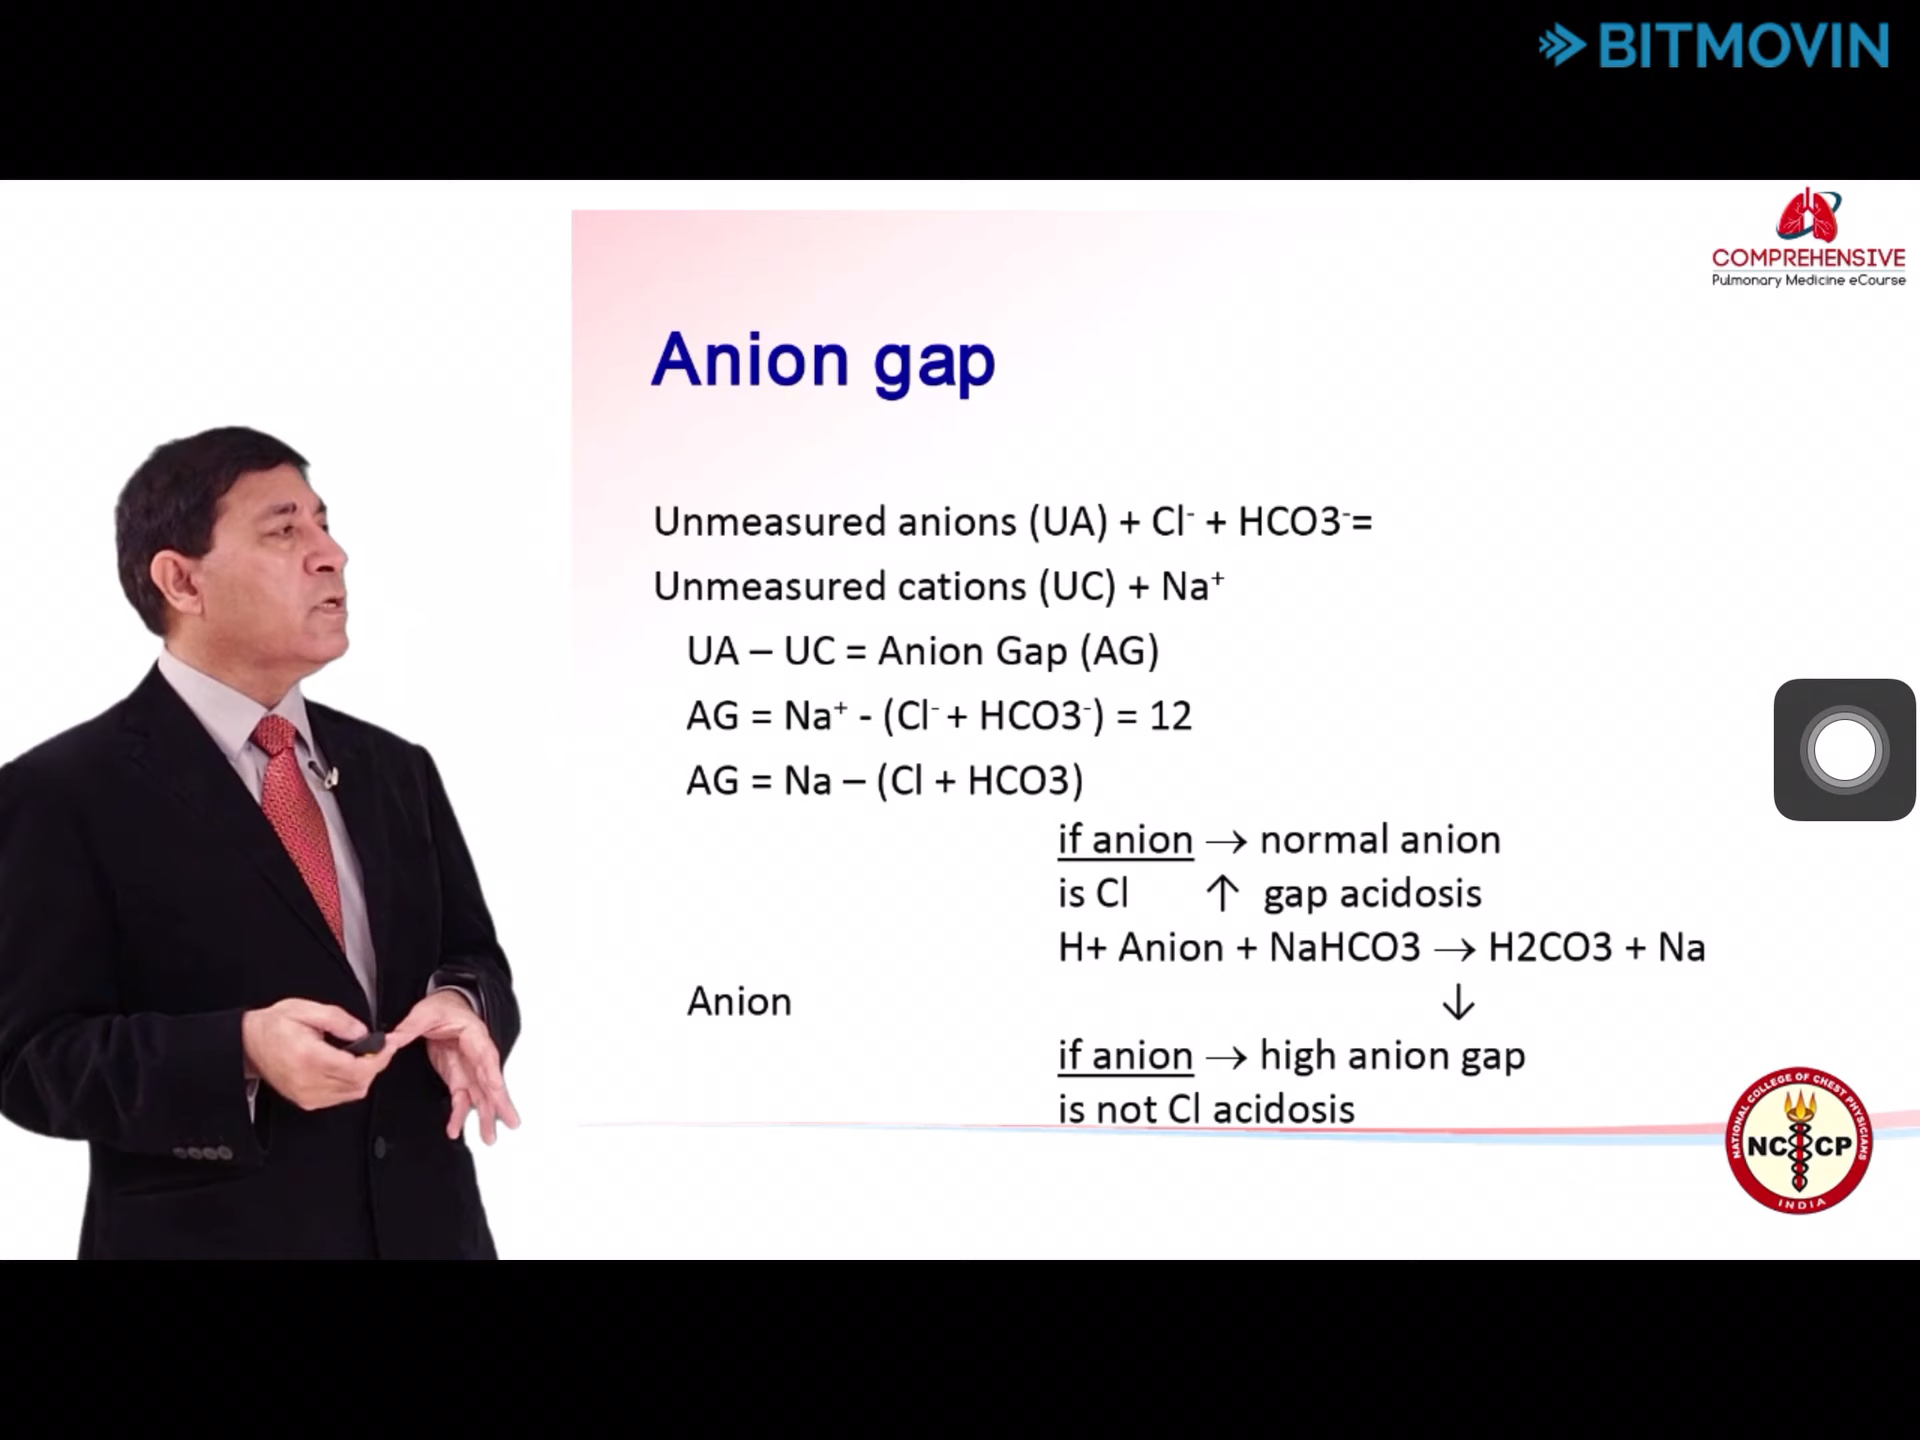 BITMOVIN
COMPREHENSIVE
Pulmonary Medicine eCourse
Anion gap
Unmeasured anions (UA) + Cl⁻ + HCO3⁻=
Unmeasured cations (UC) + Na⁺
UA – UC = Anion Gap (AG)
AG = Na⁺ - (Cl⁻ + HCO3⁻) = 12
AG = Na – (Cl + HCO3)
if anion → normal anion
is Cl ↑ gap acidosis
H+ Anion + NaHCO3 → H2CO3 + Na
Anion ↓
if anion → high anion gap
is not Cl acidosis
NATIONAL COLLEGE OF CHEST PHYSICIANS
NCCP
INDIA